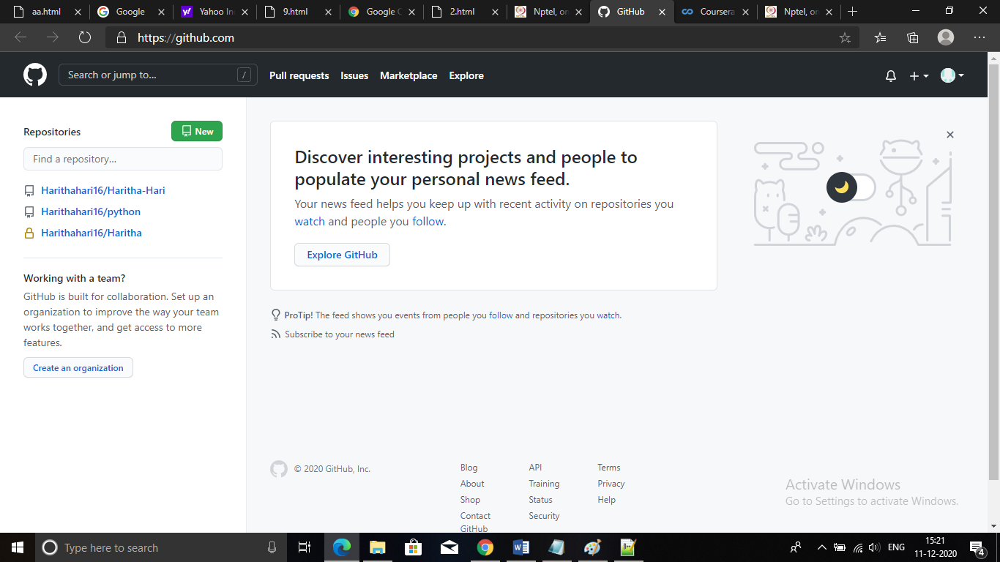 aa.html
Google
Yahoo In
9.html
Google C
2.html
Nptel, on
GitHub
Coursera
Nptel, on
https://github.com
Search or jump to...
/
Pull requests
Issues
Marketplace
Explore
Repositories
New
Find a repository...
Harithahari16/Haritha-Hari
Harithahari16/python
Harithahari16/Haritha
Working with a team?
GitHub is built for collaboration. Set up an
organization to improve the way your team
works together, and get access to more
features.
Create an organization
Discover interesting projects and people to
populate your personal news feed.
Your news feed helps you keep up with recent activity on repositories you
watch and people you follow.
Explore GitHub
ProTip! The feed shows you events from people you follow and repositories you watch.
Subscribe to your news feed
© 2020 GitHub, Inc.
Blog
About
Shop
Contact
GitHub
API
Training
Status
Security
Terms
Privacy
Help
Activate Windows
Go to Settings to activate Windows.
Type here to search
ENG
15:21
11-12-2020
4